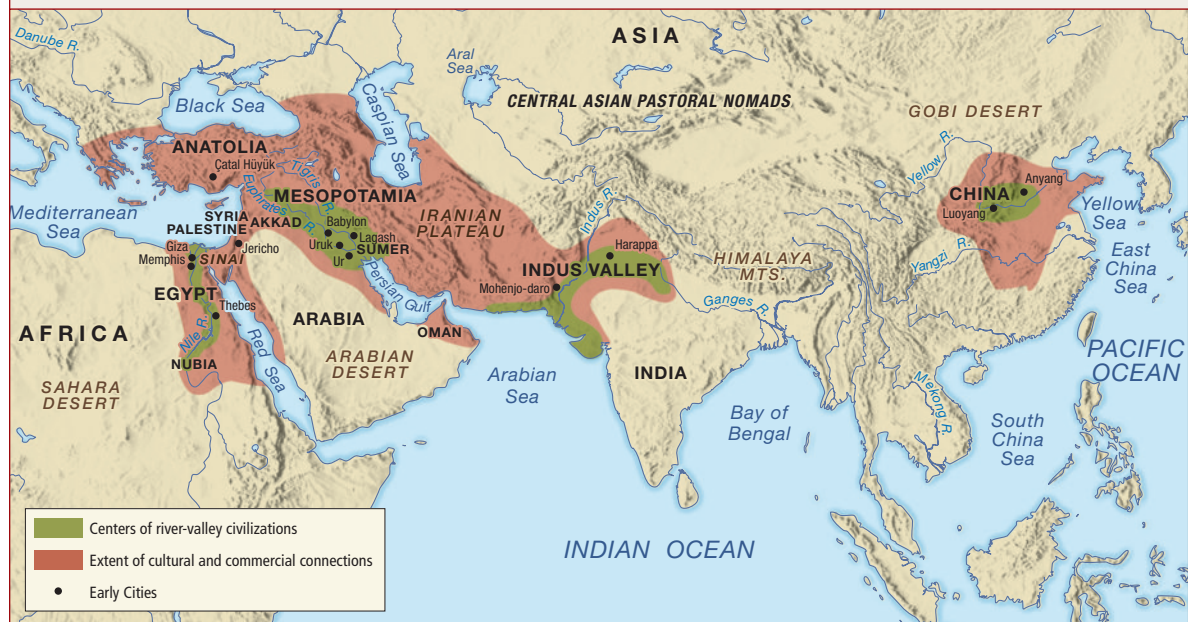 ASIA
Danube R.
Aral
Sea
Black Sea
Caspian Sea
CENTRAL ASIAN PASTORAL NOMADS
GOBI DESERT
ANATOLIA
Çatal Hüyük
Tigris R.
Yellow R.
Anyang
CHINA
Luoyang
Yellow
Sea
MESOPOTAMIA
Euphrates R.
Mediterranean
Sea
SYRIA
PALESTINE
AKKAD
Babylon
Lagash
Uruk
SUMER
Ur
IRANIAN
PLATEAU
Indus R.
Harappa
HIMALAYA
MTS.
Yangzi R.
East
China Sea
Giza
Memphis
SINAI
Jericho
INDUS VALLEY
Mohenjo-daro
Ganges R.
Persian Gulf
EGYPT
Thebes
AFRICA
Nile R.
Red Sea
ARABIA
OMAN
NUBIA
ARABIAN
DESERT
SAHARA
DESERT
Arabian
Sea
INDIA
Bay of
Bengal
Mekong R.
South
China
Sea
PACIFIC
OCEAN
INDIAN OCEAN
Centers of river-valley civilizations
Extent of cultural and commercial connections
Early Cities